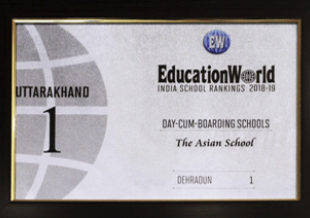 EW
EducationWorld
INDIA SCHOOL RANKINGS 2018-19
UTTARAKHAND
1
DAY-CUM-BOARDING SCHOOLS
The Asian School
DEHRADUN 1